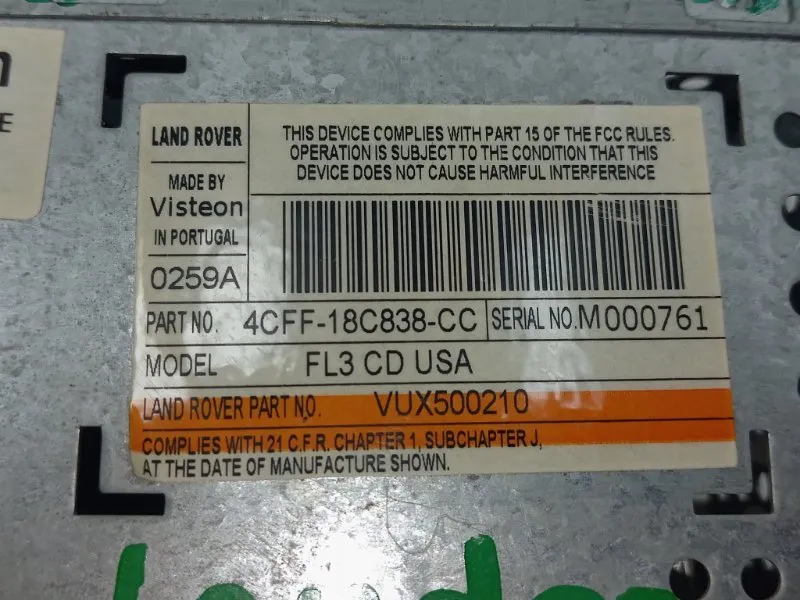 LAND ROVER
MADE BY
Visteon
IN PORTUGAL
0259A
THIS DEVICE COMPLIES WITH PART 15 OF THE FCC RULES.
OPERATION IS SUBJECT TO THE CONDITION THAT THIS
DEVICE DOES NOT CAUSE HARMFUL INTERFERENCE
PART NO. 4CFF-18C838-CC SERIAL NO. M000761
MODEL FL3 CD USA
LAND ROVER PART NO. VUX500210
COMPLIES WITH 21 C.F.R. CHAPTER 1, SUBCHAPTER J,
AT THE DATE OF MANUFACTURE SHOWN.